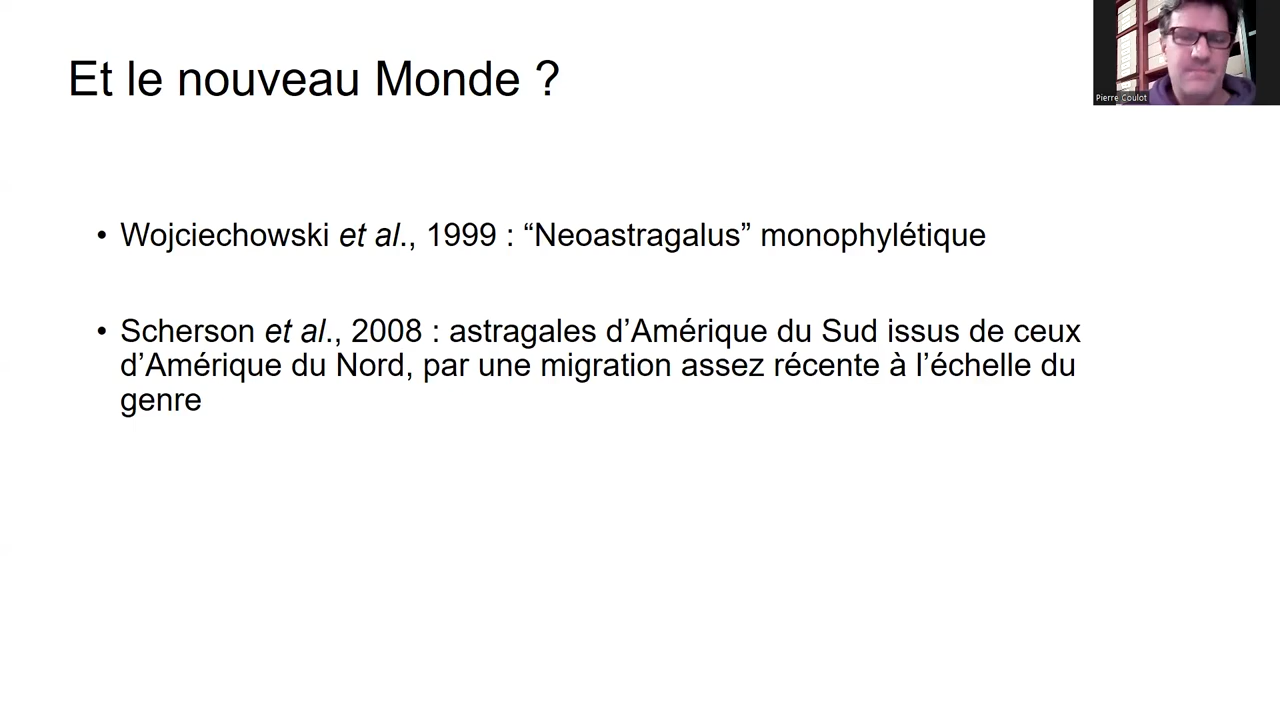 Et le nouveau Monde ?
Pierre Coulot
• Wojciechowski et al., 1999 : “Neoastragalus” monophylétique
• Scherson et al., 2008 : astragales d’Amérique du Sud issus de ceux
d’Amérique du Nord, par une migration assez récente à l’échelle du
genre